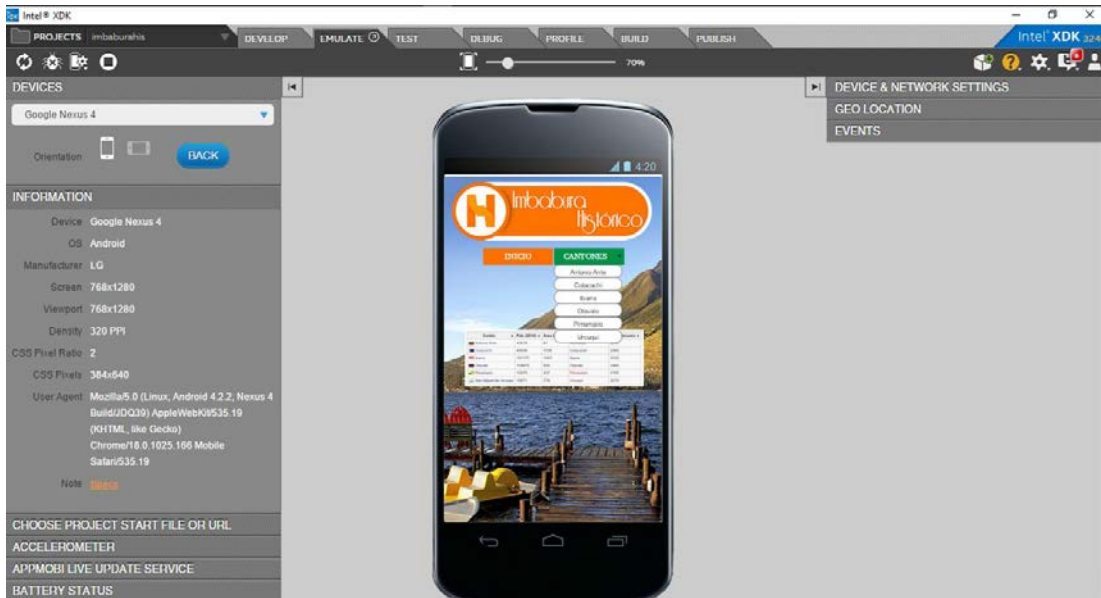 Intel® XDK
PROJECTS imbaburahis
DEVELOP
EMULATE
TEST
DEBUG
PROFILE
BUILD
PUBLISH
Intel® XDK
70%
DEVICES
Google Nexus 4
Orientation
BACK
INFORMATION
Device Google Nexus 4
OS Android
Manufacturer LG
Screen 768x1280
Viewport 768x1280
Density 320 PPI
CSS Pixel Ratio 2
CSS Pixels 384x640
User Agent Mozilla/5.0 (Linux, Android 4.2.2; Nexus 4
Build/JDQ39) AppleWebKit/535.19
(KHTML, like Gecko)
Chrome/18.0.1025.166 Mobile
Safari/535.19
Note Specs
CHOOSE PROJECT START FILE OR URL
ACCELEROMETER
APPMOBI LIVE UPDATE SERVICE
BATTERY STATUS
4:20
H Imbabura
Histórico
INICIO
CANTONES
Antonio Ante
Cotacachi
Ibarra
Otavalo
Pimampiro
Urcuqui
DEVICE & NETWORK SETTINGS
GEO LOCATION
EVENTS